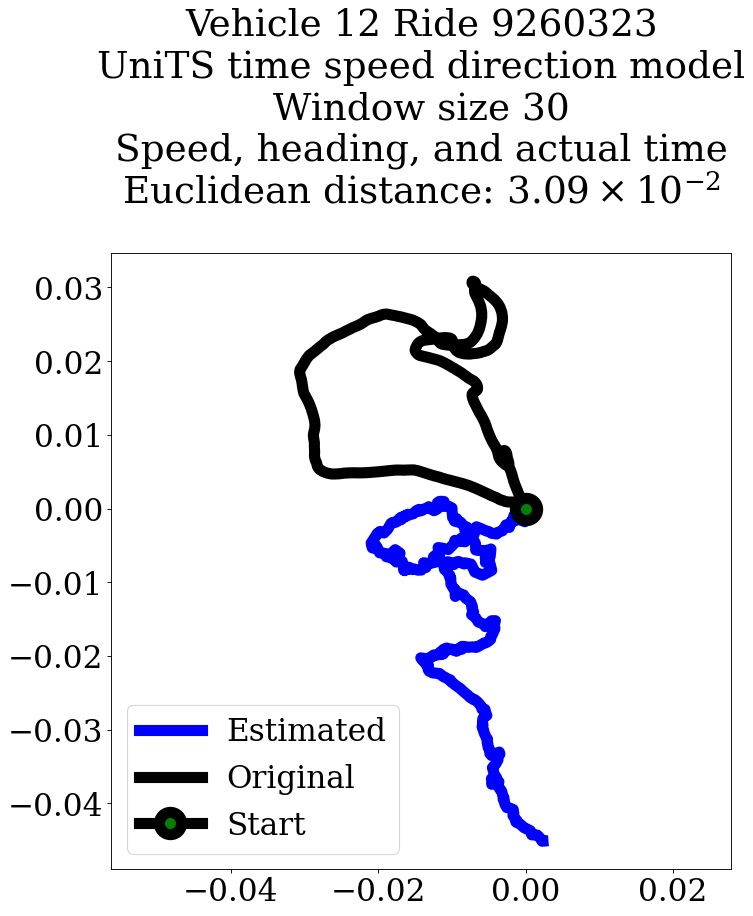 Vehicle 12 Ride 9260323
UniTS time speed direction model
Window size 30
Speed, heading, and actual time
Euclidean distance: 3.09 × 10⁻²
0.03
0.02
0.01
0.00
−0.01
−0.02
−0.03
−0.04
Estimated
Original
Start
−0.04 −0.02 0.00 0.02